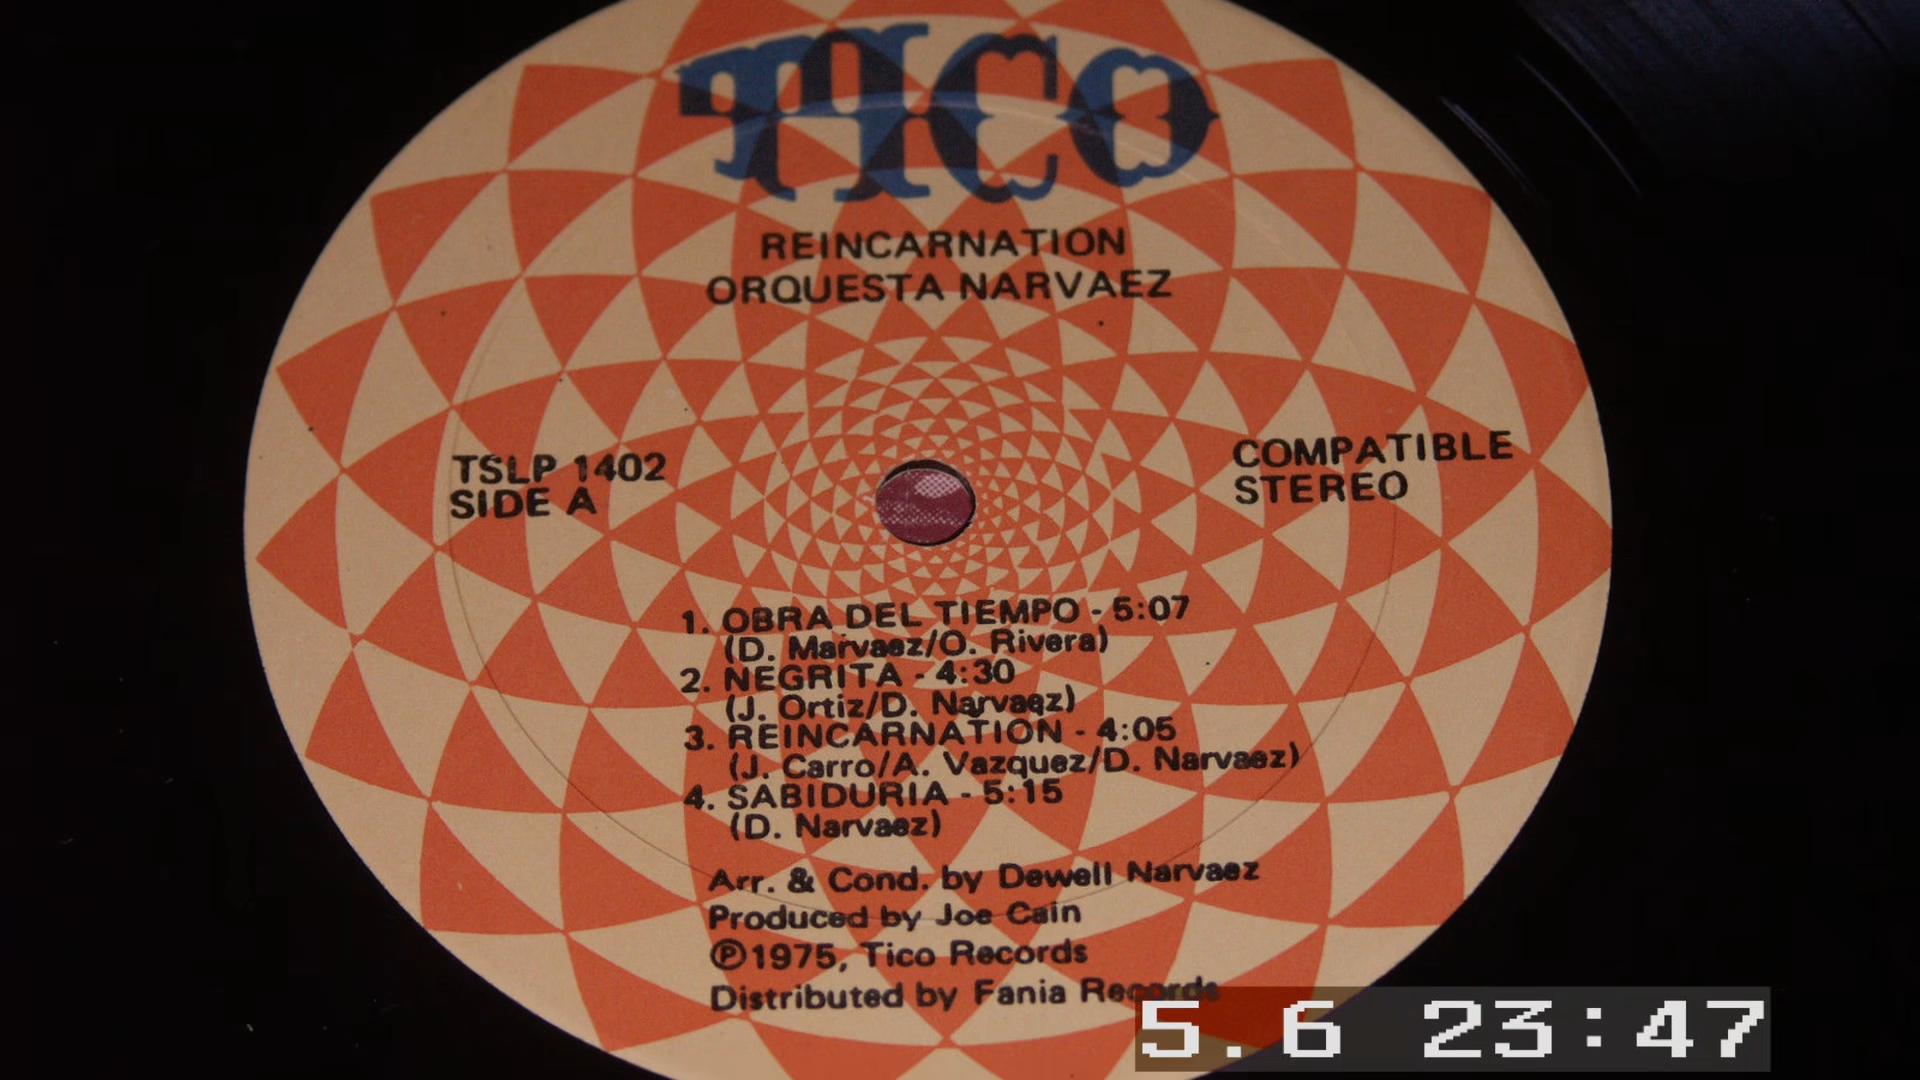 TICO
REINCARNATION
ORQUESTA NARVAEZ
TSLP 1402
SIDE A
COMPATIBLE
STEREO
1. OBRA DEL TIEMPO - 5:07
(D. Marvaez/O. Rivera)
2. NEGRITA - 4:30
(J. Ortiz/D. Narvaez)
3. REINCARNATION - 4:05
(J. Carro/A. Vazquez/D. Narvaez)
4. SABIDURIA - 5:15
(D. Narvaez)
Arr. & Cond. by Dewell Narvaez
Produced by Joe Cain
℗1975, Tico Records
Distributed by Fania Records
5.6 23:47